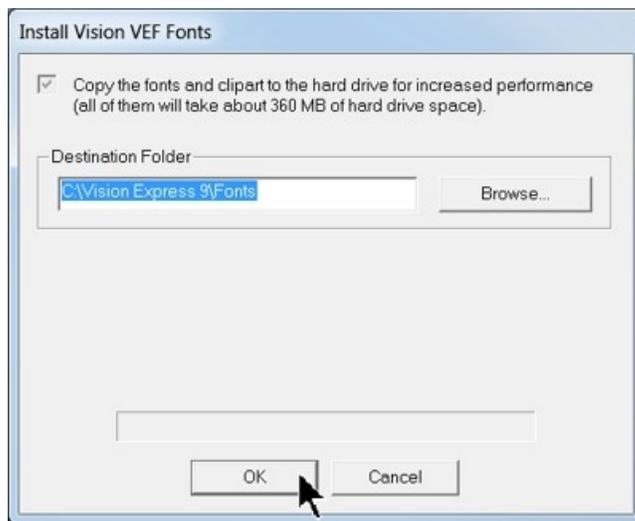 Install Vision VEF Fonts
Copy the fonts and clipart to the hard drive for increased performance
(all of them will take about 360 MB of hard drive space).
Destination Folder
C:\Vision Express 9\Fonts
Browse...
OK
Cancel